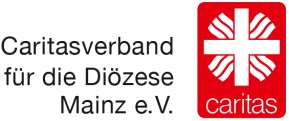 Caritasverband
für die Diözese
Mainz e.V.
caritas